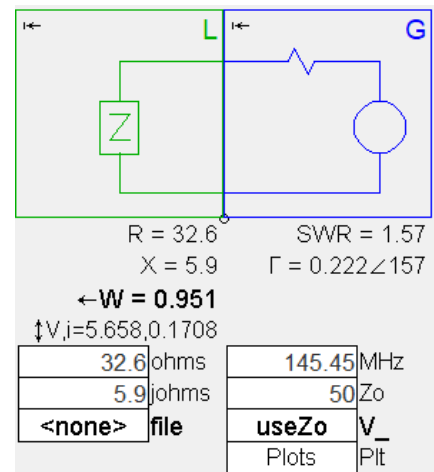 L
G
Z
R = 32.6 SWR = 1.57
X = 5.9 Γ = 0.222∠157
←W = 0.951
↕V,i=5.658,0.1708
32.6 ohms 145.45 MHz
5.9 johms 50 Zo
<none> file useZo V_
Plots Plt